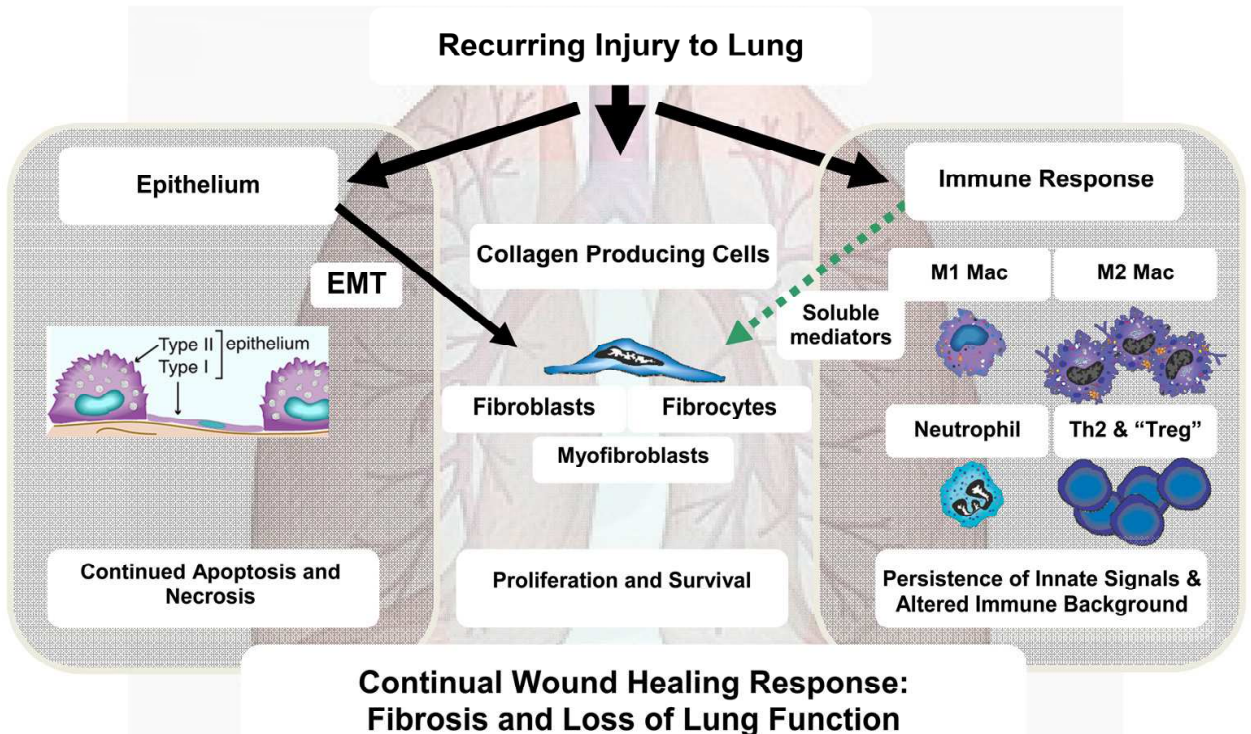 Recurring Injury to Lung
Epithelium
Immune Response
Collagen Producing Cells
EMT
M1 Mac
M2 Mac
Soluble
mediators
Type II
Type I
epithelium
Fibroblasts
Fibrocytes
Myofibroblasts
Neutrophil
Th2 & “Treg”
Continued Apoptosis and
Necrosis
Proliferation and Survival
Persistence of Innate Signals &
Altered Immune Background
Continual Wound Healing Response:
Fibrosis and Loss of Lung Function